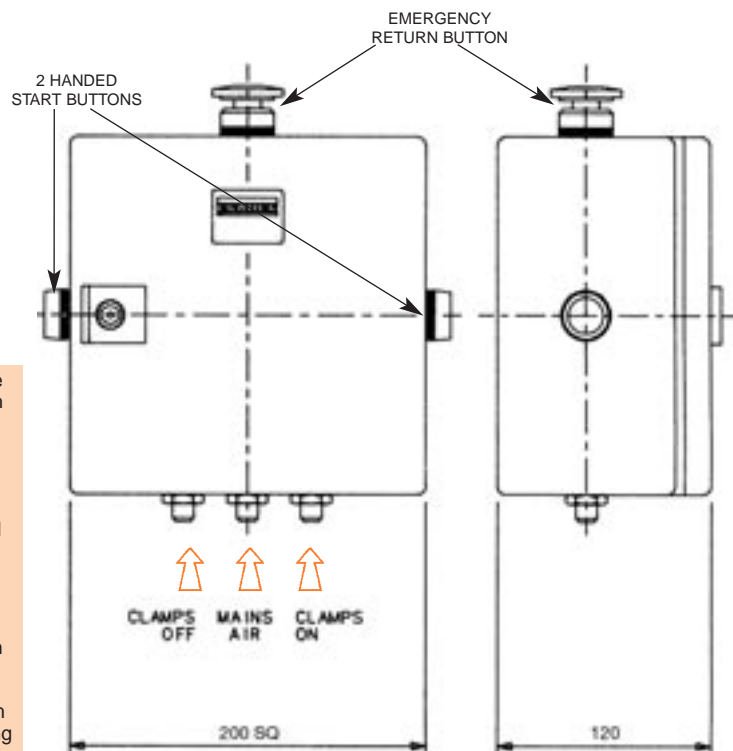 EMERGENCY
RETURN BUTTON
2 HANDED
START BUTTONS
CLAMPS OFF
MAINS AIR
CLAMPS ON
200 SQ
120